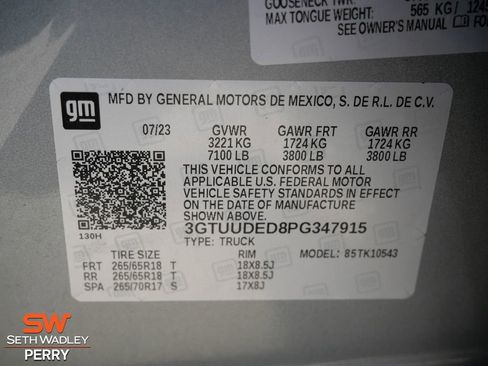 GOOSENECK TWR:
MAX TONGUE WEIGHT: 565 KG / 1245
SEE OWNER'S MANUAL FO
gm MFD BY GENERAL MOTORS DE MEXICO, S. DE R.L. DE C.V.
07/23 GVWR GAWR FRT GAWR RR
3221 KG 1724 KG 1724 KG
7100 LB 3800 LB 3800 LB
THIS VEHICLE CONFORMS TO ALL
APPLICABLE U.S. FEDERAL MOTOR
VEHICLE SAFETY STANDARDS IN EFFECT
ON THE DATE OF MANUFACTURE
SHOWN ABOVE.
130H 3GTUUDED8PG347915
TYPE: TRUCK
TIRE SIZE RIM MODEL: 85TK10543
FRT 265/65R18 T 18X8.5J
RR 265/65R18 T 18X8.5J
SPA 265/70R17 S 17X8J
SW
SETH WADLEY
PERRY